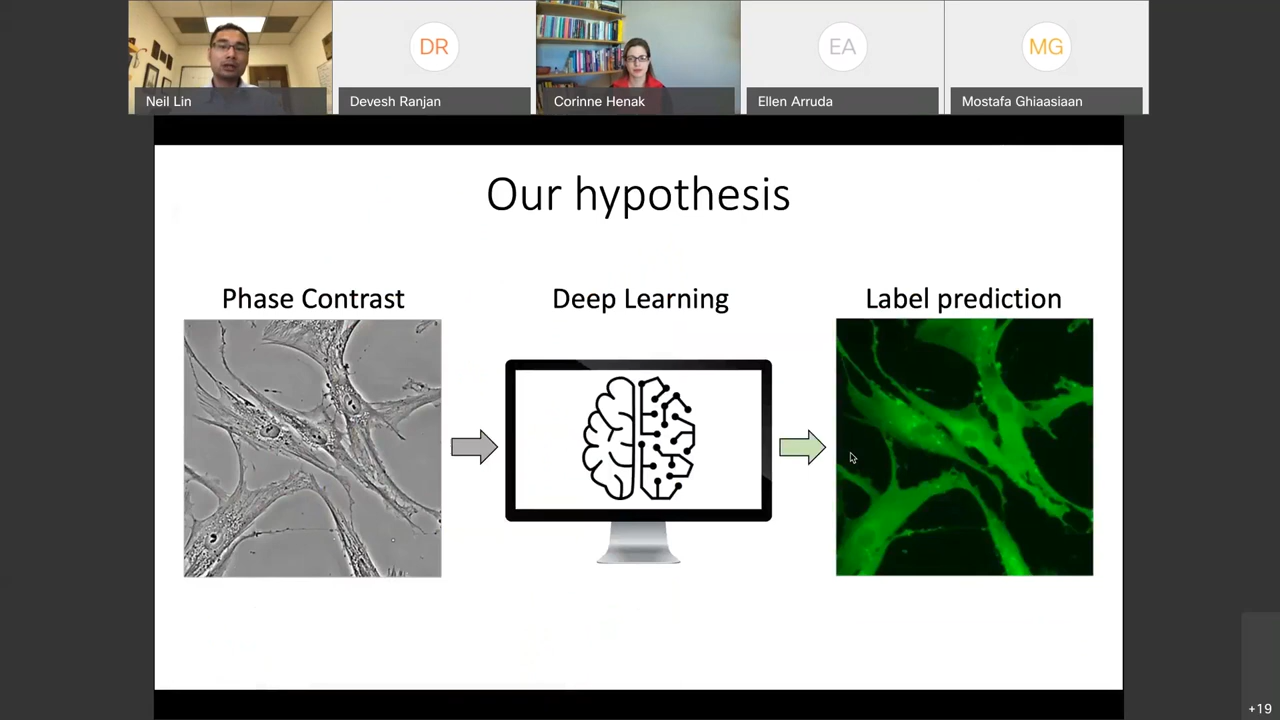 DR
EA
MG
Neil Lin
Devesh Ranjan
Corinne Henak
Ellen Arruda
Mostafa Ghiaasiaan
Our hypothesis
Phase Contrast
Deep Learning
Label prediction
+19